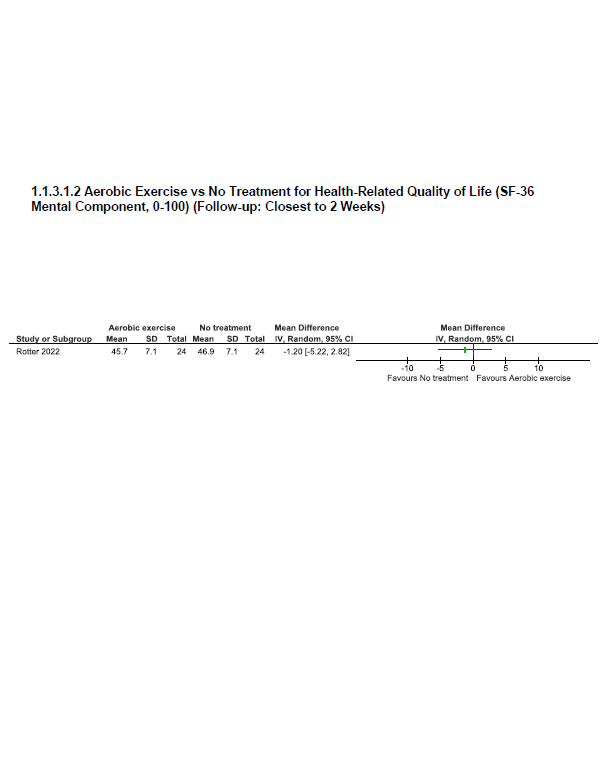 1.1.3.1.2 Aerobic Exercise vs No Treatment for Health-Related Quality of Life (SF-36
Mental Component, 0-100) (Follow-up: Closest to 2 Weeks)
Aerobic exercise No treatment Mean Difference Mean Difference
Study or Subgroup Mean SD Total Mean SD Total IV, Random, 95% CI IV, Random, 95% CI
Rotter 2022 45.7 7.1 24 46.9 7.1 24 -1.20 [-5.22, 2.82]
-10 -5 0 5 10
Favours No treatment Favours Aerobic exercise